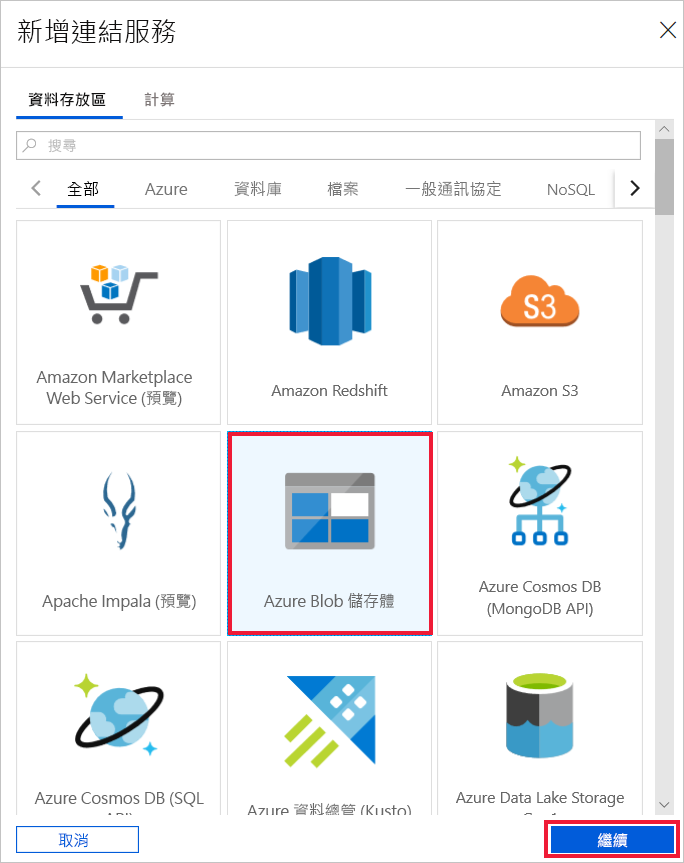 新增連結服務
資料存放區 計算
搜尋
全部 Azure 資料庫 檔案 一般通訊協定 NoSQL
Amazon Marketplace
Web Service (預覽)
Amazon Redshift
S3
Amazon S3
Apache Impala (預覽)
Azure Blob 儲存體
Azure Cosmos DB
(MongoDB API)
Azure Cosmos DB (SQL
Azure 資料總管 (Kusto)
Azure Data Lake Storage
取消 繼續